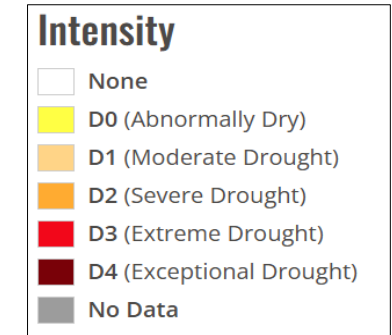 Intensity
None
D0 (Abnormally Dry)
D1 (Moderate Drought)
D2 (Severe Drought)
D3 (Extreme Drought)
D4 (Exceptional Drought)
No Data